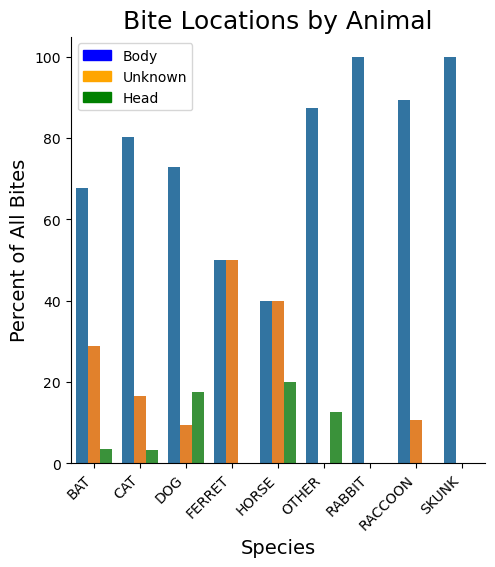 Bite Locations by Animal
Body
Unknown
Head
100
80
60
40
20
0
Percent of All Bites
BAT
CAT
DOG
FERRET
HORSE
OTHER
RABBIT
RACCOON
SKUNK
Species